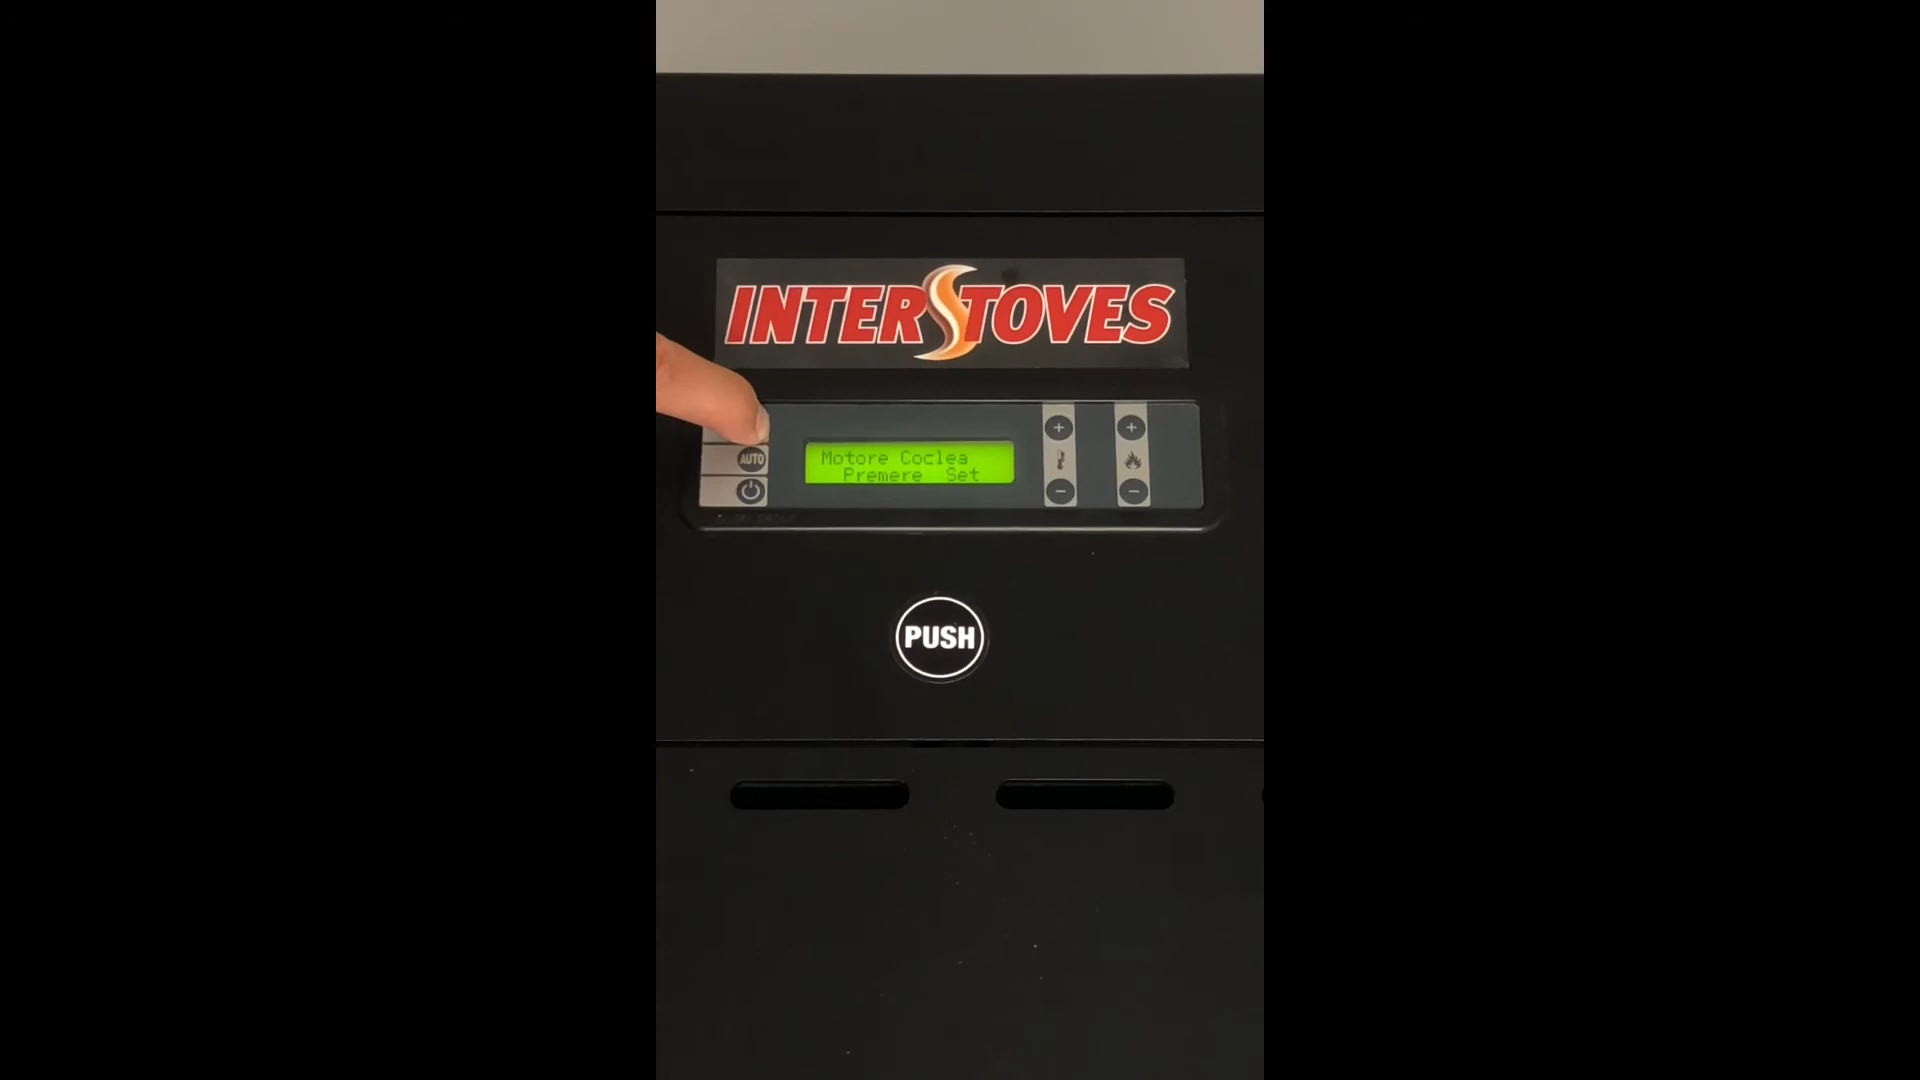 INTERSTOVES
AUTO
Motore Coclea
Premere Set
PUSH